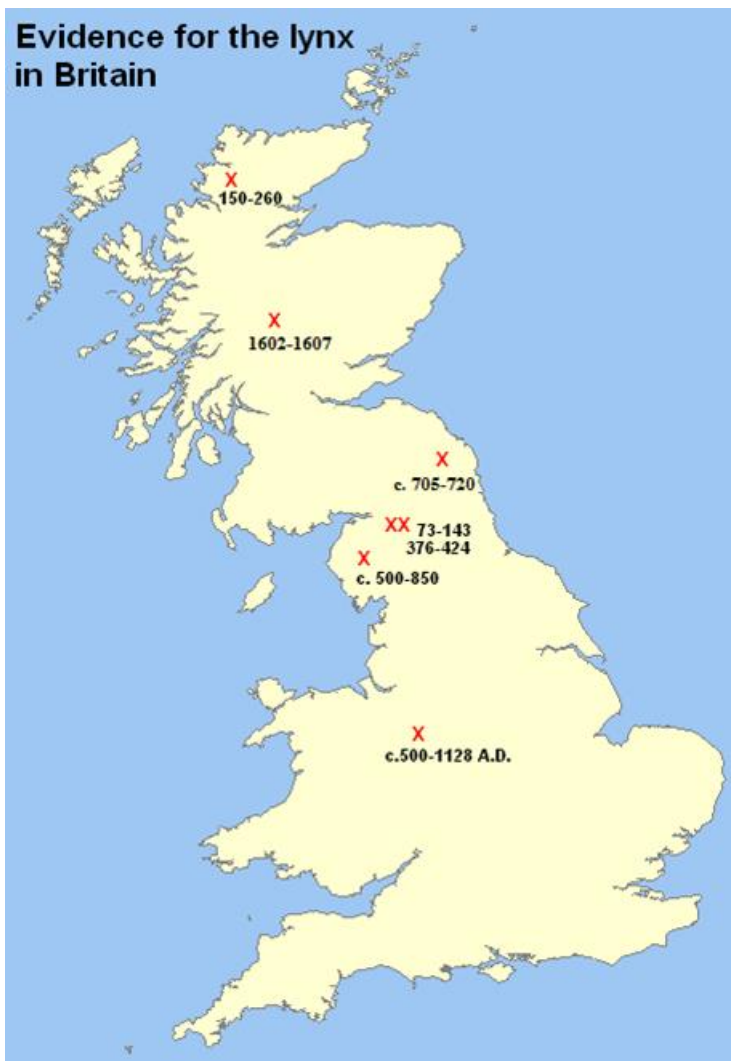 Evidence for the lynx
in Britain
X
150-260
X
1602-1607
X
c. 705-720
XX
73-143
376-424
X
c. 500-850
X
c.500-1128 A.D.